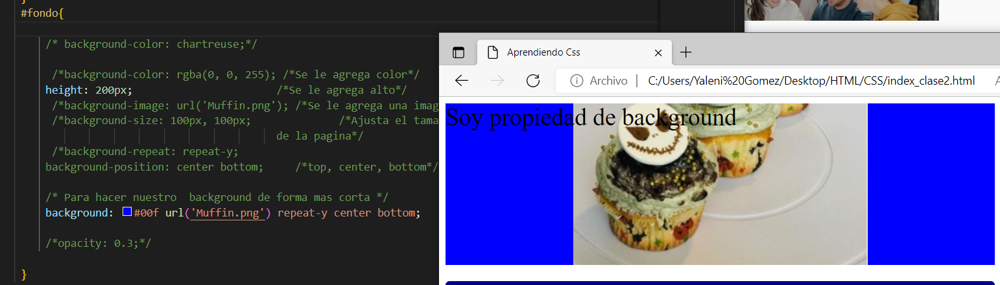 }
#fondo{
/* background-color: chartreuse;*/
/*background-color: rgba(0, 0, 255); /*Se le agrega color*/
height: 200px; /*Se le agrega alto*/
/*background-image: url('Muffin.png'); /*Se le agrega una imag
/*background-size: 100px, 100px; /*Ajusta el tama
de la pagina*/
/*background-repeat: repeat-y;
background-position: center bottom; /*top, center, bottom*/
/* Para hacer nuestro background de forma mas corta */
background: #00f url('Muffin.png') repeat-y center bottom;
/*opacity: 0.3;*/
}
Aprendiendo Css
Archivo | C:/Users/Yaleni%20Gomez/Desktop/HTML/CSS/index_clase2.html
Soy propiedad de background